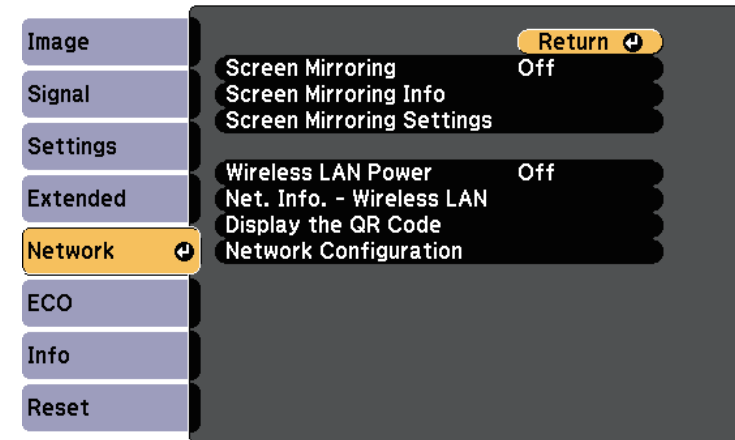 Image
Signal
Settings
Extended
Network
ECO
Info
Reset
Return
Screen Mirroring Off
Screen Mirroring Info
Screen Mirroring Settings
Wireless LAN Power Off
Net. Info. - Wireless LAN
Display the QR Code
Network Configuration